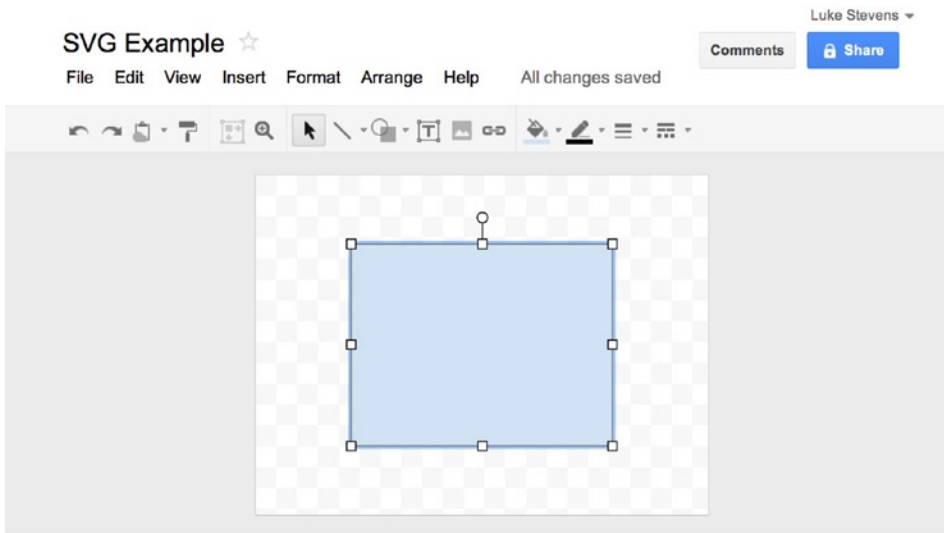 Luke Stevens
SVG Example
Comments
Share
File Edit View Insert Format Arrange Help All changes saved
T